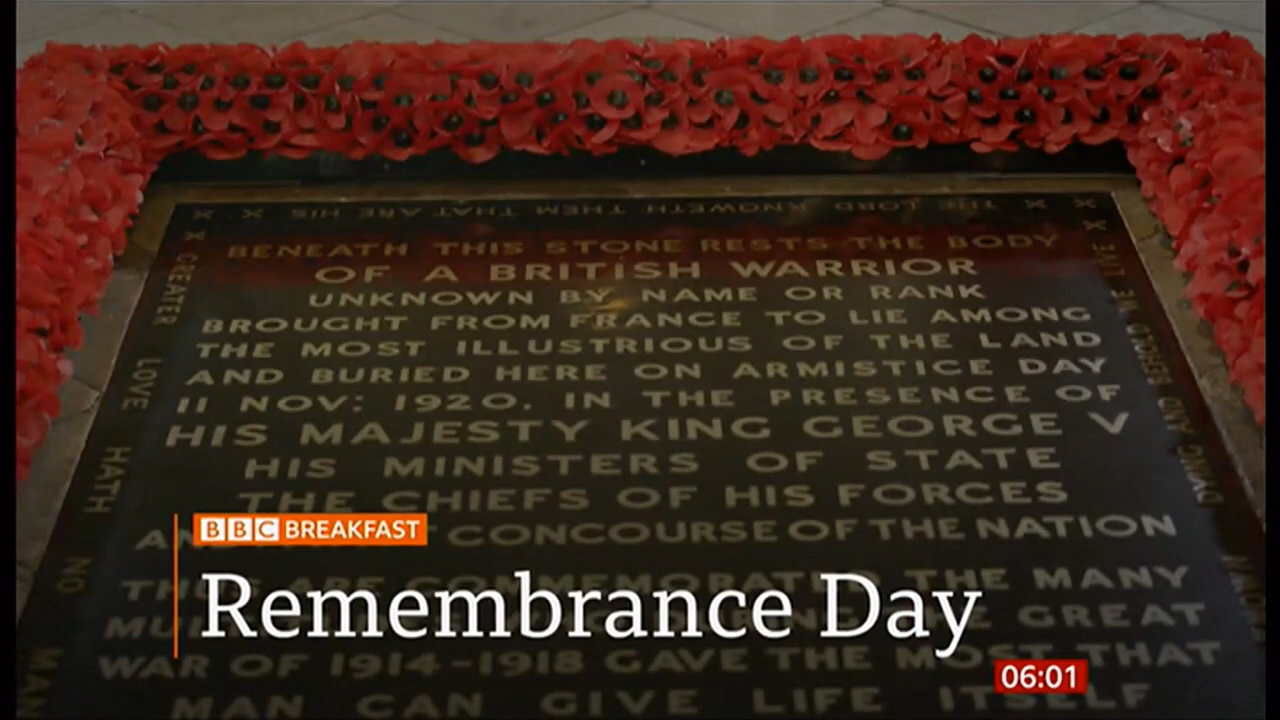 THE LORD KNOWETH THEM THAT ARE HIS
BENEATH THIS STONE RESTS THE BODY
OF A BRITISH WARRIOR
UNKNOWN BY NAME OR RANK
BROUGHT FROM FRANCE TO LIE AMONG
THE MOST ILLUSTRIOUS OF THE LAND
AND BURIED HERE ON ARMISTICE DAY
11 NOV: 1920. IN THE PRESENCE OF
HIS MAJESTY KING GEORGE V
HIS MINISTERS OF STATE
THE CHIEFS OF HIS FORCES
CONCOURSE OF THE NATION
THUS ARE COMMEMORATED THE MANY
GREAT
WAR OF 1914-1918 GAVE THE MOST THAT
MAN CAN GIVE LIFE ITSELF
GREATER LOVE HATH NO MAN
DYING AND BEHOLD WE LIVE
BBC BREAKFAST
Remembrance Day
06:01